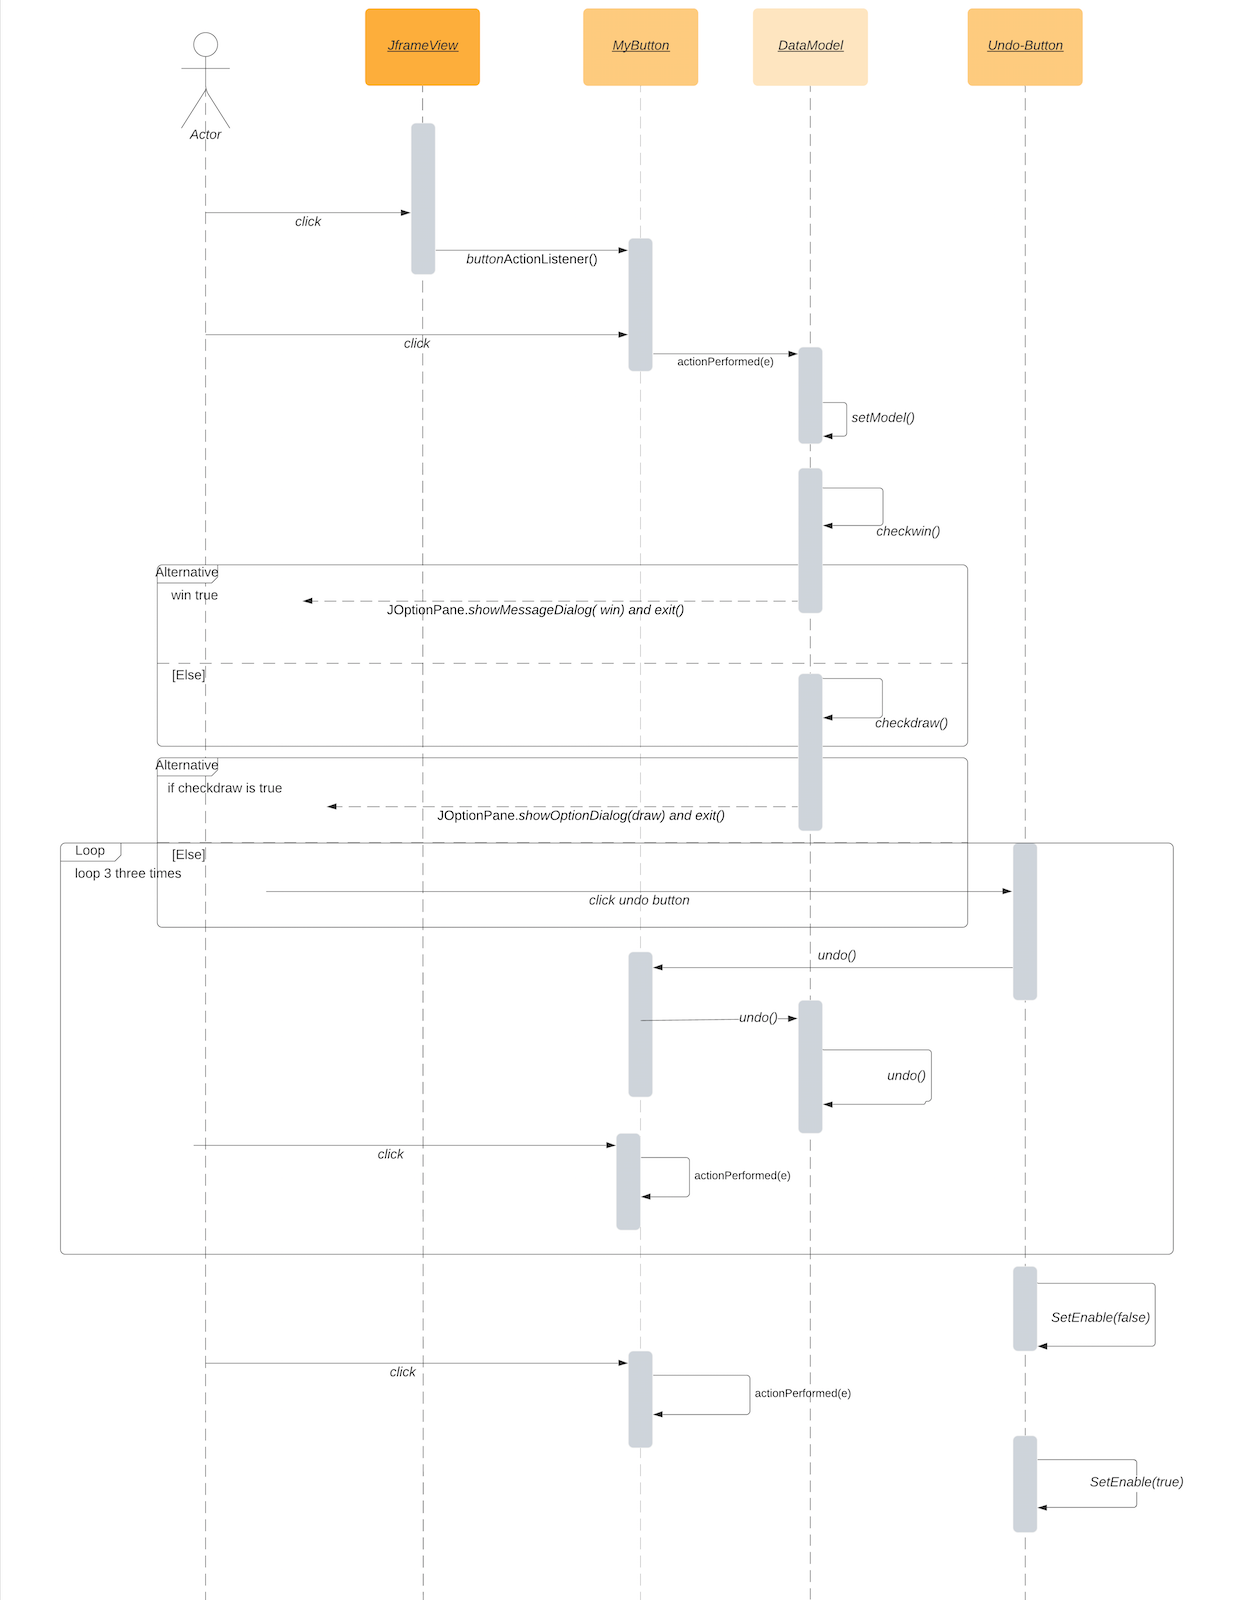 JframeView
MyButton
DataModel
Undo-Button
Actor
click
buttonActionListener()
click
actionPerformed(e)
setModel()
checkwin()
Alternative
win true
JOptionPane.showMessageDialog( win) and exit()
[Else]
checkdraw()
Alternative
if checkdraw is true
JOptionPane.showOptionDialog(draw) and exit()
Loop
[Else]
loop 3 three times
click undo button
undo()
undo()
undo()
click
actionPerformed(e)
SetEnable(false)
click
actionPerformed(e)
SetEnable(true)